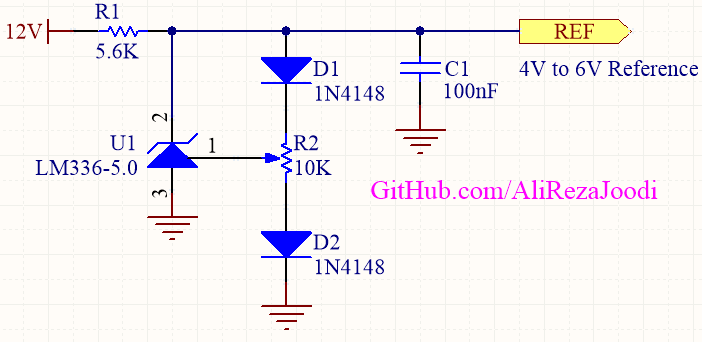 R1
12V
5.6K
REF
4V to 6V Reference
D1
1N4148
C1
100nF
2
U1
1
LM336-5.0
3
R2
10K
GitHub.com/AliRezaJoodi
D2
1N4148